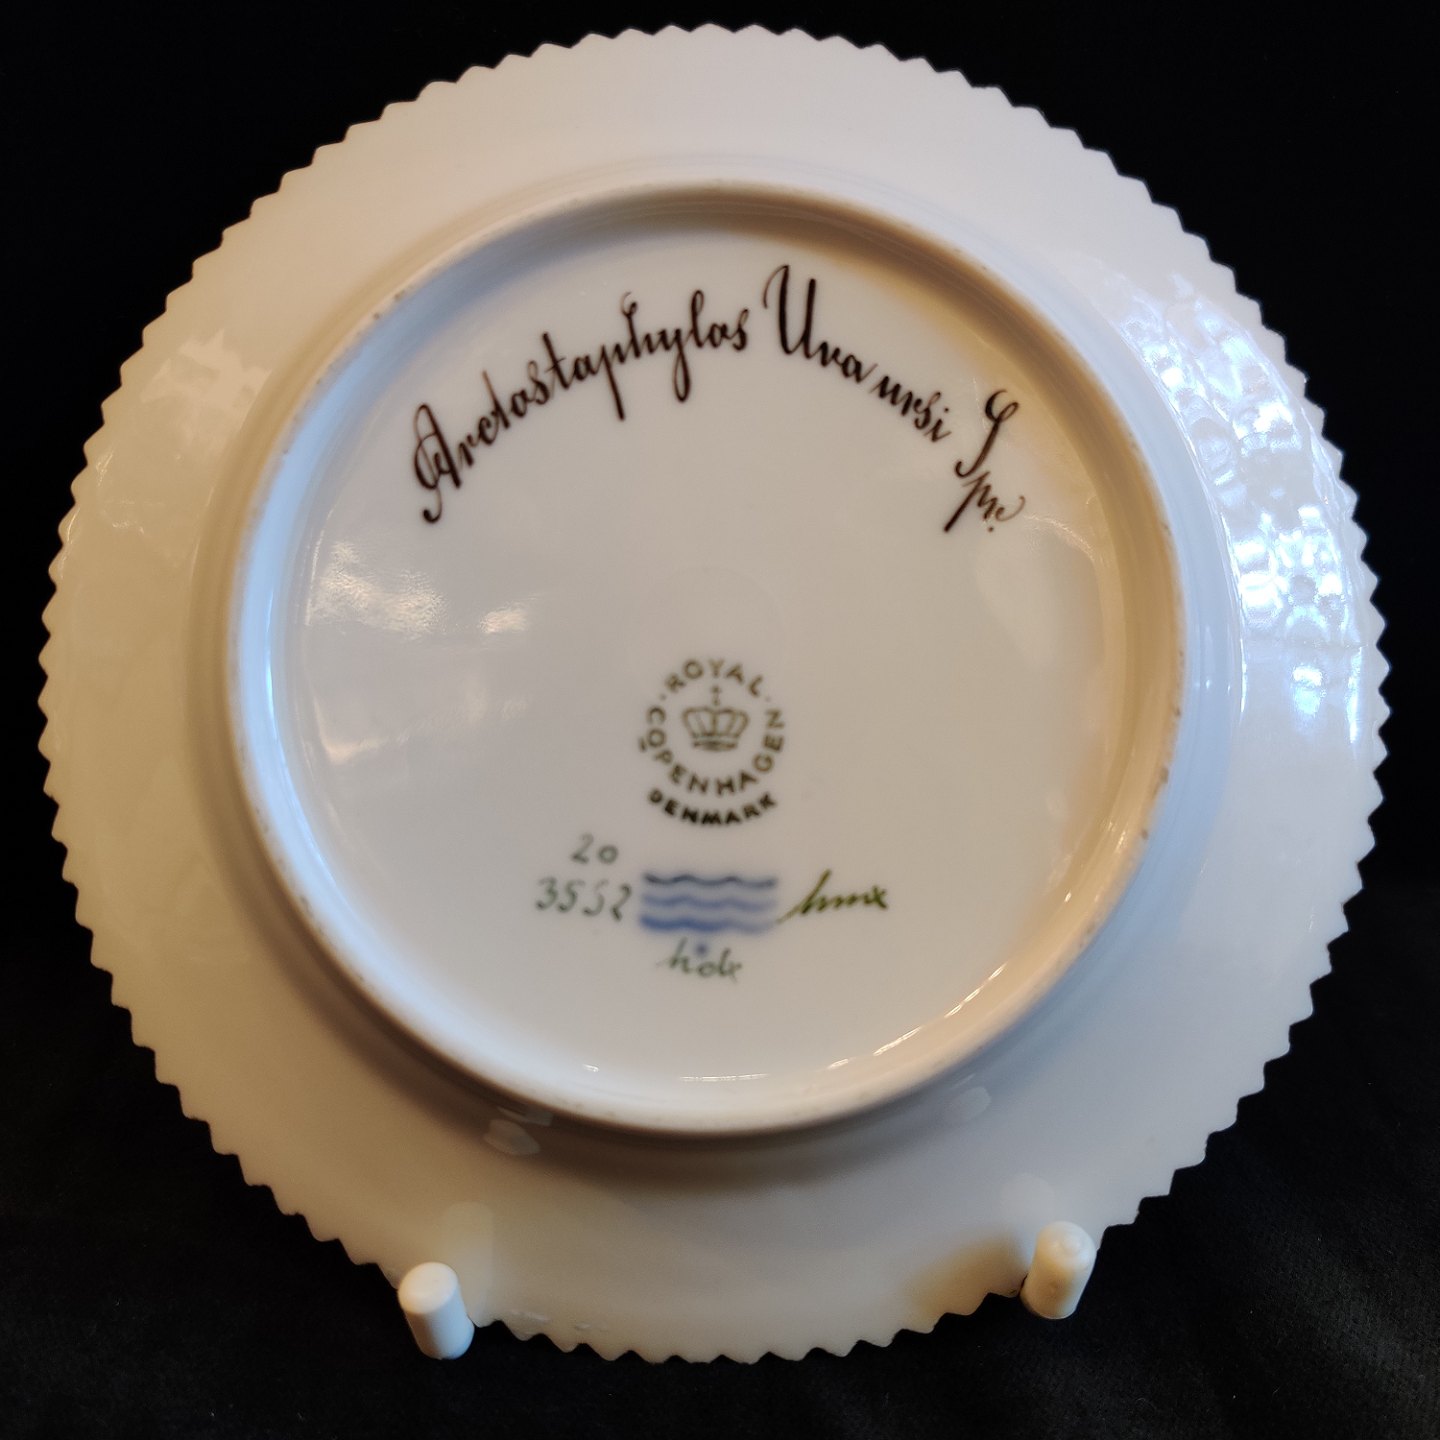 Arctostaphylos Uva ursi Spr.
ROYAL
COPENHAGEN
DENMARK
20
3552